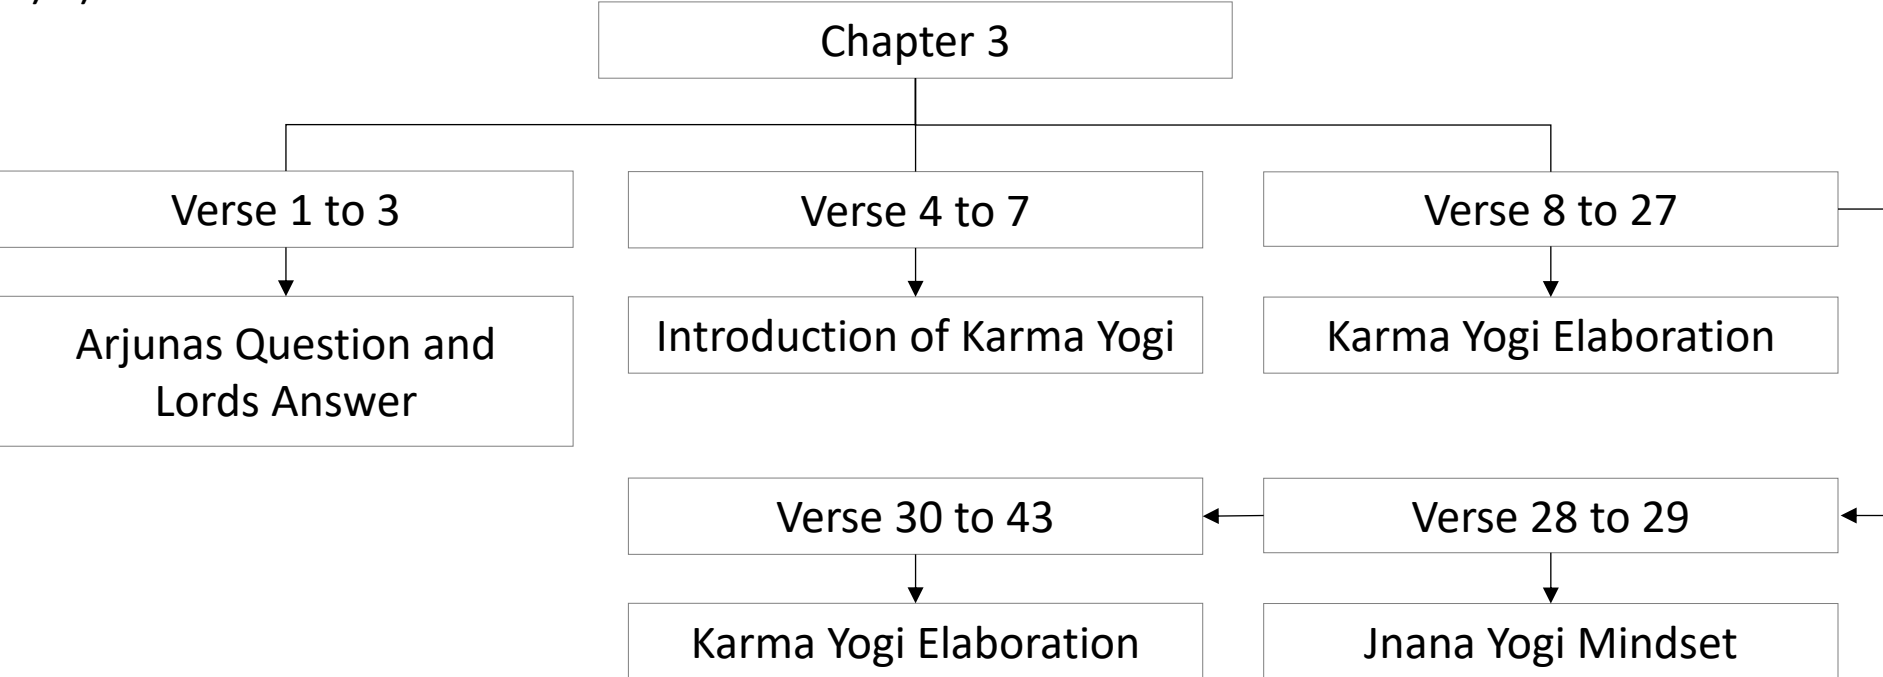 Chapter 3
Verse 1 to 3
Verse 4 to 7
Verse 8 to 27
Arjunas Question and
Lords Answer
Introduction of Karma Yogi
Karma Yogi Elaboration
Verse 30 to 43
Verse 28 to 29
Karma Yogi Elaboration
Jnana Yogi Mindset